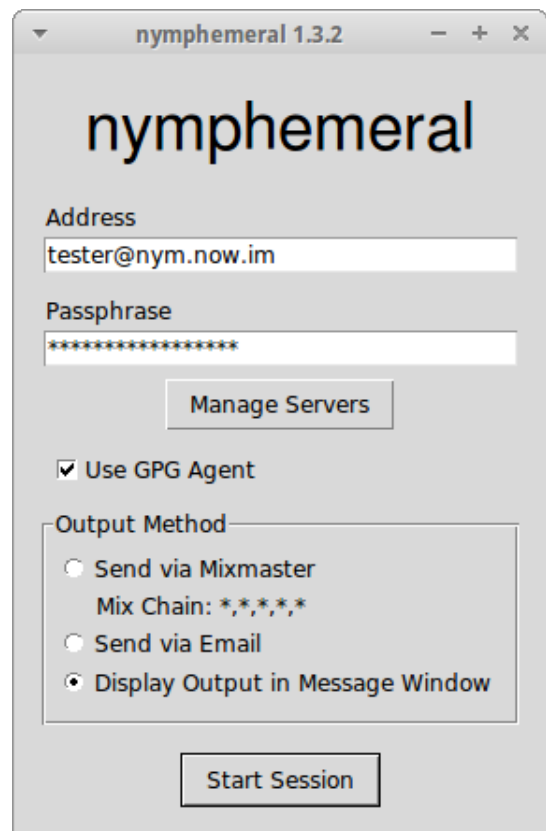 nymphemeral 1.3.2
nymphemeral
Address
tester@nym.now.im
Passphrase
*****************
Manage Servers
Use GPG Agent
Output Method
Send via Mixmaster
Mix Chain: *,*,*,*,*
Send via Email
Display Output in Message Window
Start Session